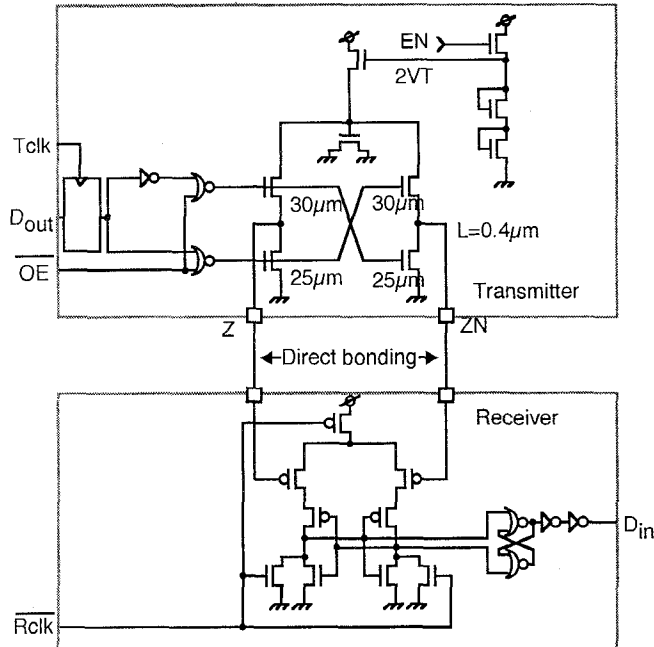 EN
2VT
Tclk
Dout
OE
30µm
30µm
L=0.4µm
25µm
25µm
Transmitter
Z
ZN
Direct bonding
Receiver
Din
Rclk